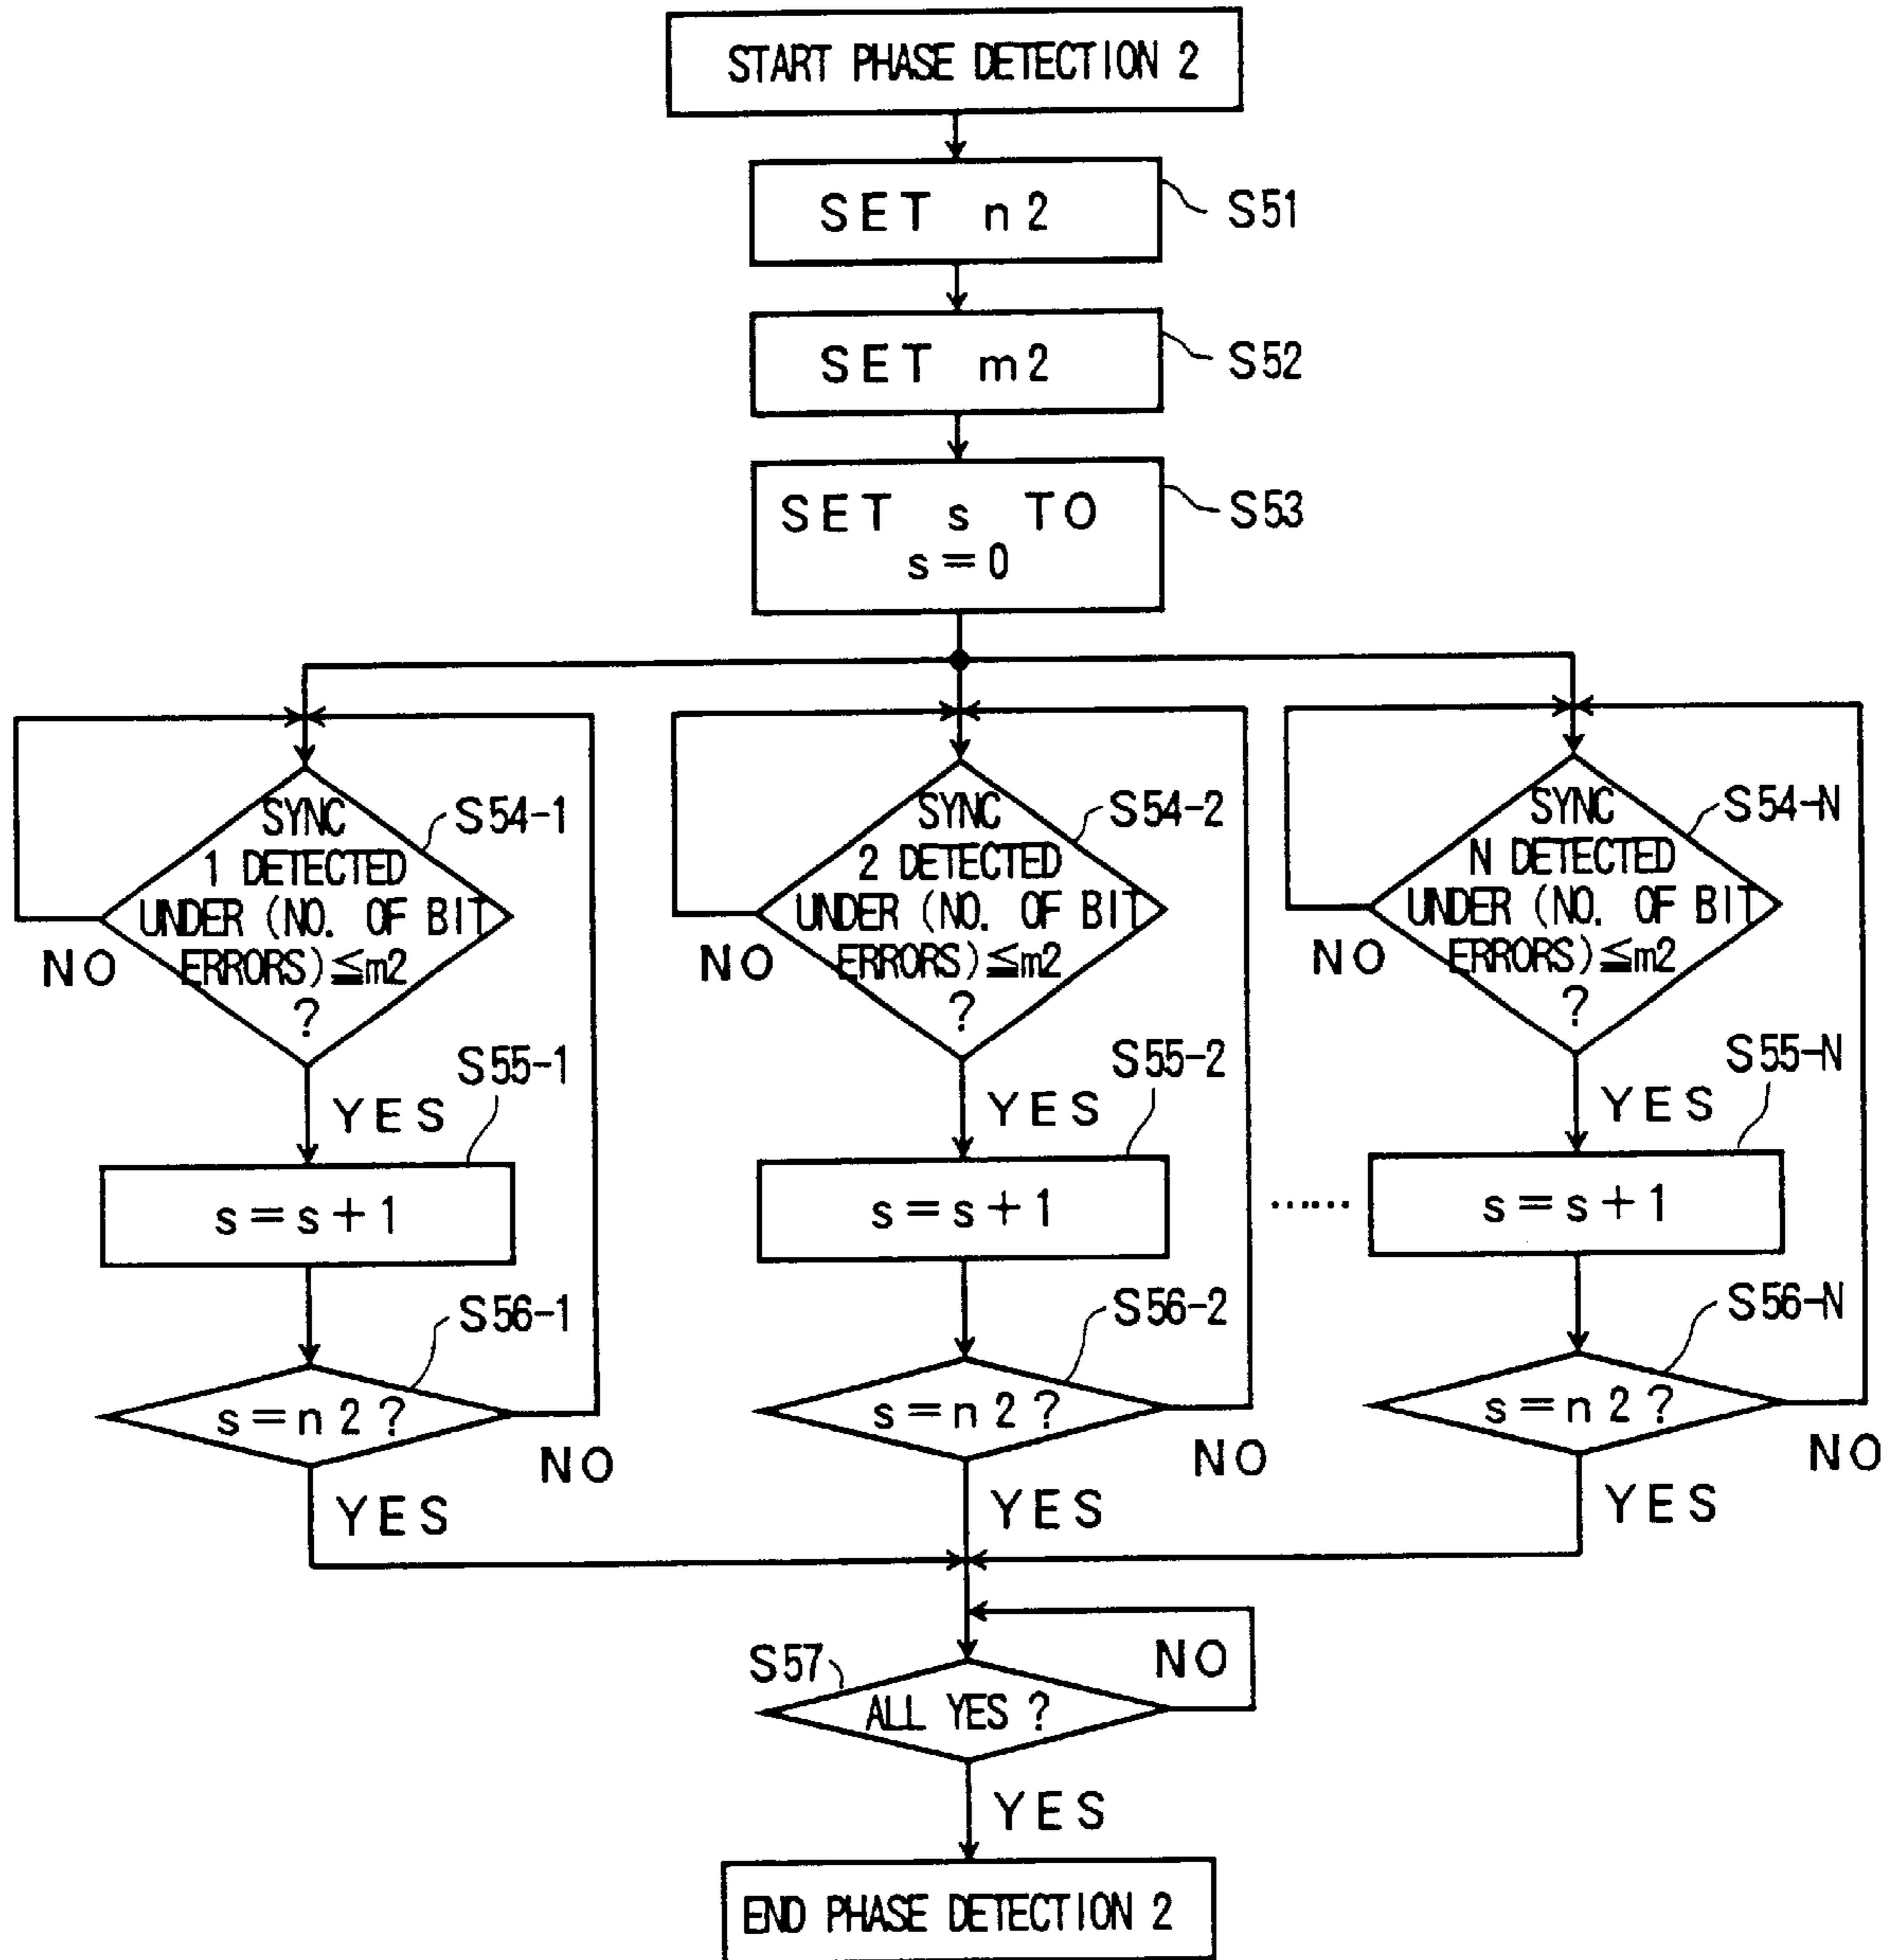 START PHASE DETECTION 2
SET n2
S51
SET m2
S52
SET s TO
s=0
S53
SYNC
1 DETECTED
UNDER (NO. OF BIT
ERRORS)≦m2
?
S54-1
NO
YES
S55-1
s=s+1
S56-1
s=n2?
NO
YES
SYNC
2 DETECTED
UNDER (NO. OF BIT
ERRORS)≦m2
?
S54-2
NO
YES
S55-2
s=s+1
S56-2
s=n2?
NO
YES
......
SYNC
N DETECTED
UNDER (NO. OF BIT
ERRORS)≦m2
?
S54-N
NO
YES
S55-N
s=s+1
S56-N
s=n2?
NO
YES
S57
ALL YES ?
NO
YES
END PHASE DETECTION 2